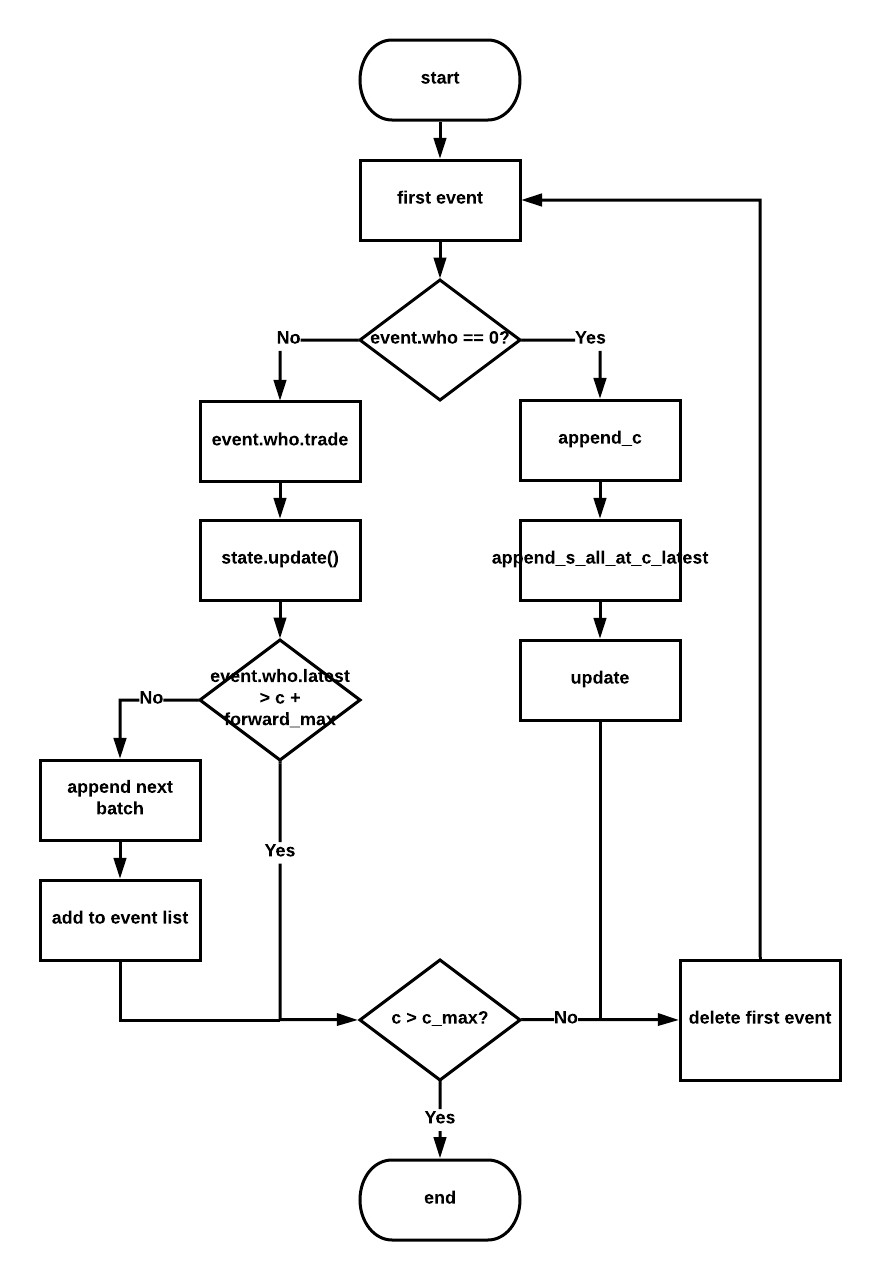 start
first event
event.who == 0?
No
Yes
event.who.trade
append_c
state.update()
append_s_all_at_c_latest
event.who.latest
> c +
forward_max
update
No
append next
batch
Yes
add to event list
c > c_max?
No
delete first event
Yes
end